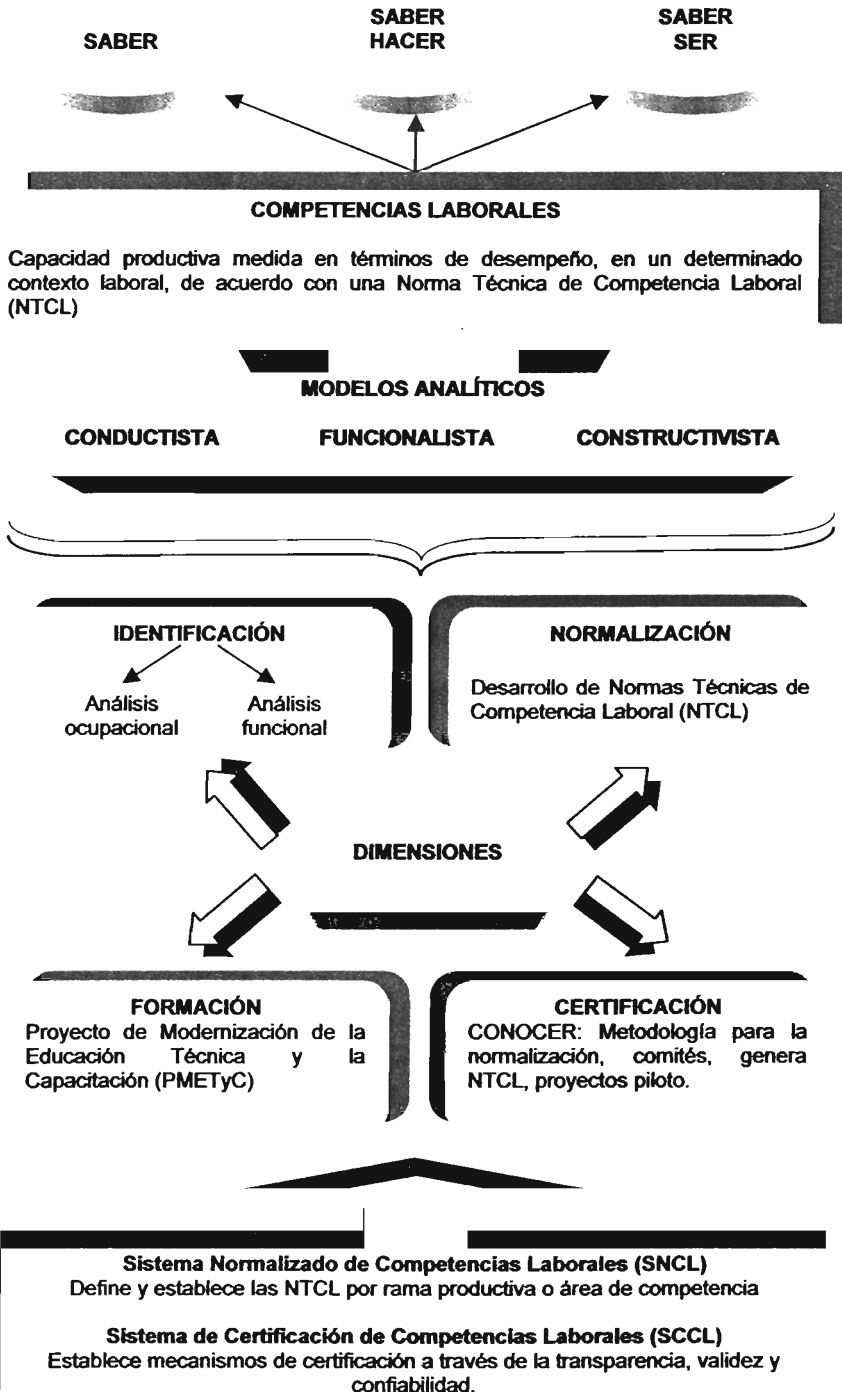 SABER
SABER
HACER
SABER
SER
COMPETENCIAS LABORALES
Capacidad productiva medida en términos de desempeño, en un determinado
contexto laboral, de acuerdo con una Norma Técnica de Competencia Laboral
(NTCL)
MODELOS ANALÍTICOS
CONDUCTISTA
FUNCIONALISTA
CONSTRUCTIVISTA
IDENTIFICACIÓN
Análisis
ocupacional
Análisis
funcional
NORMALIZACIÓN
Desarrollo de Normas Técnicas de
Competencia Laboral (NTCL)
DIMENSIONES
FORMACIÓN
Proyecto de Modernización de la
Educación Técnica y la
Capacitación (PMETyC)
CERTIFICACIÓN
CONOCER: Metodología para la
normalización, comités, genera
NTCL, proyectos piloto.
Sistema Normalizado de Competencias Laborales (SNCL)
Define y establece las NTCL por rama productiva o área de competencia
Sistema de Certificación de Competencias Laborales (SCCL)
Establece mecanismos de certificación a través de la transparencia, validez y
confiabilidad.